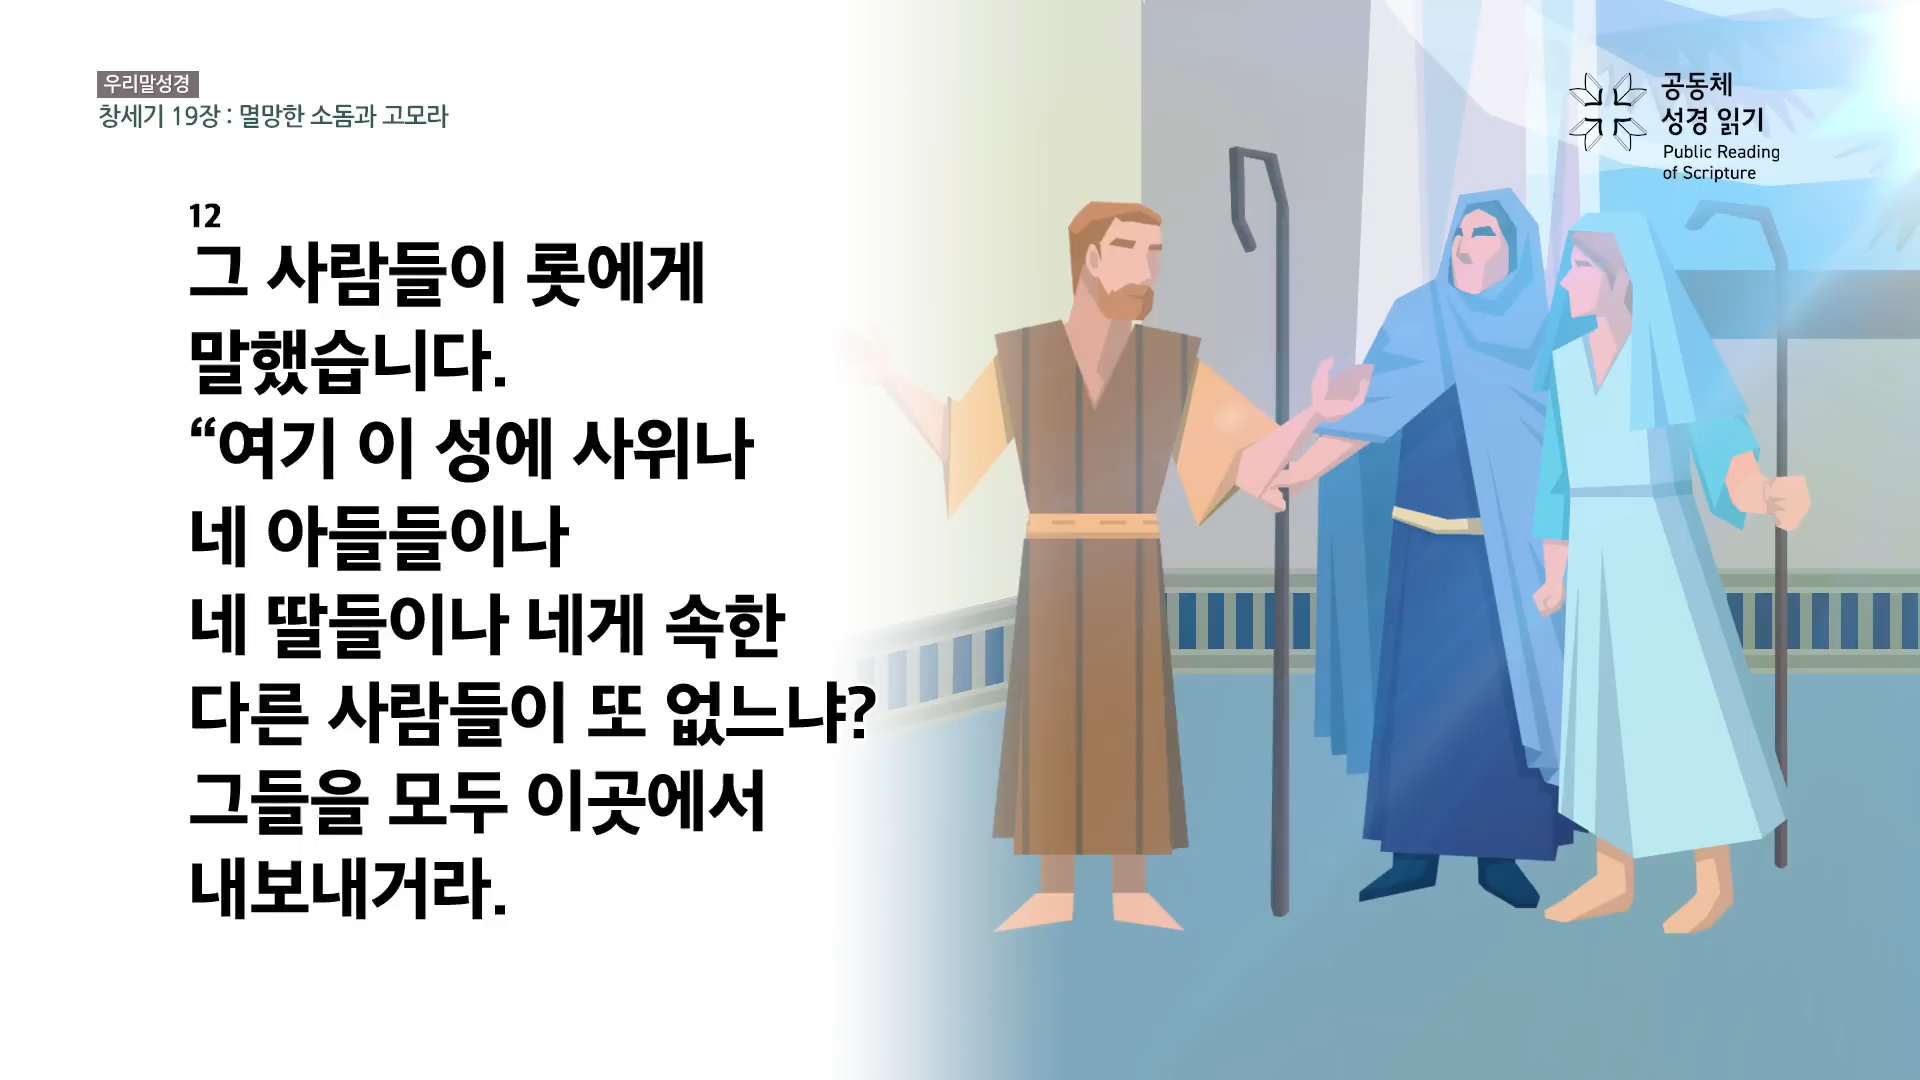 우리말성경
창세기 19장 : 멸망한 소돔과 고모라
공동체
성경 읽기
Public Reading
of Scripture
12
그 사람들이 롯에게
말했습니다.
“여기 이 성에 사위나
네 아들들이나
네 딸들이나 네게 속한
다른 사람들이 또 없느냐?
그들을 모두 이곳에서
내보내거라.